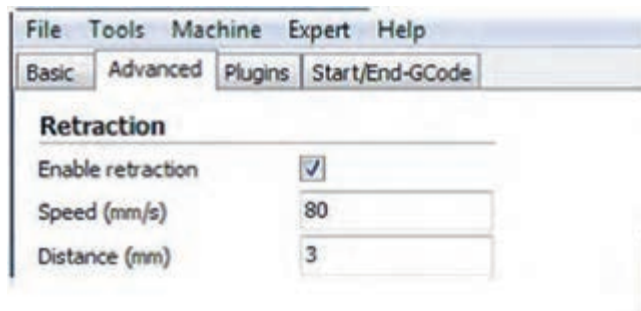 File Tools Machine Expert Help
Basic Advanced Plugins Start/End-GCode
Retraction
Enable retraction
Speed (mm/s) 80
Distance (mm) 3